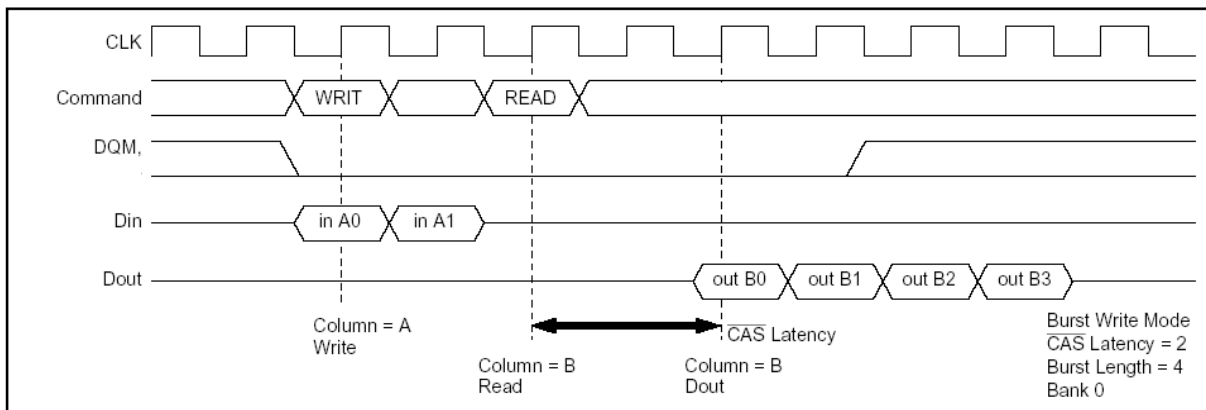 CLK
Command
WRIT
READ
DQM,
Din
in A0
in A1
Dout
out B0
out B1
out B2
out B3
Column = A
Write
CAS Latency
Column = B
Read
Column = B
Dout
Burst Write Mode
CAS Latency = 2
Burst Length = 4
Bank 0